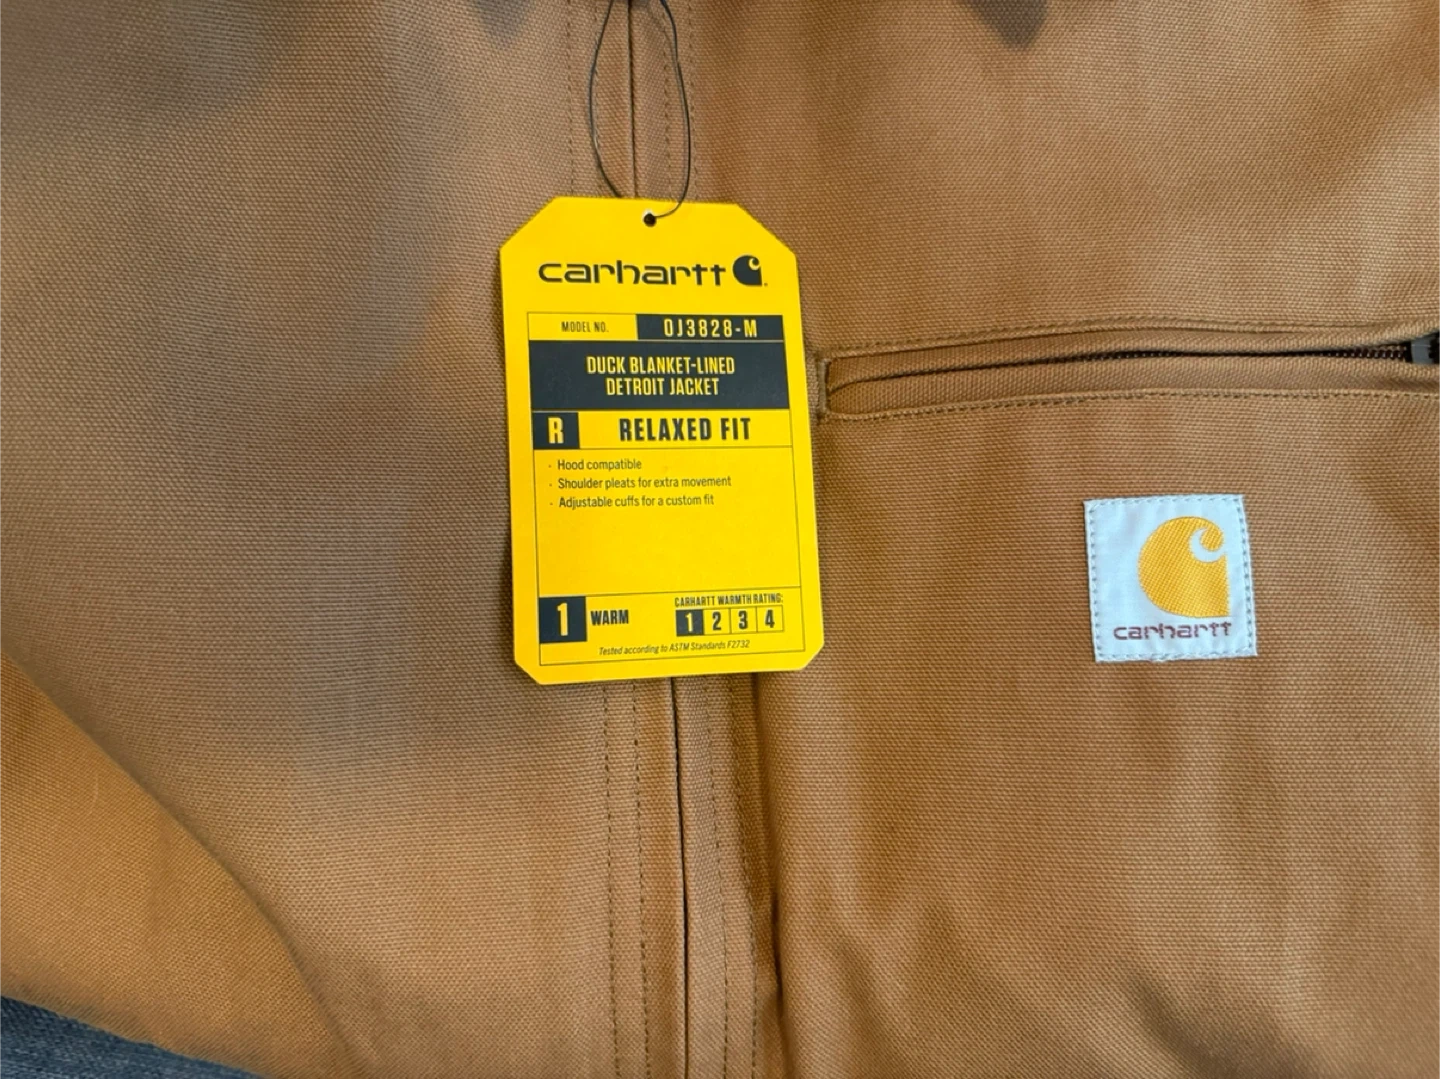 carhartt
MODEL NO. OJ3828-M
DUCK BLANKET-LINED
DETROIT JACKET
R RELAXED FIT
· Hood compatible
· Shoulder pleats for extra movement
· Adjustable cuffs for a custom fit
1 WARM
CARHARTT WARMTH RATING:
1 2 3 4
Tested according to ASTM Standards F2732
carhartt